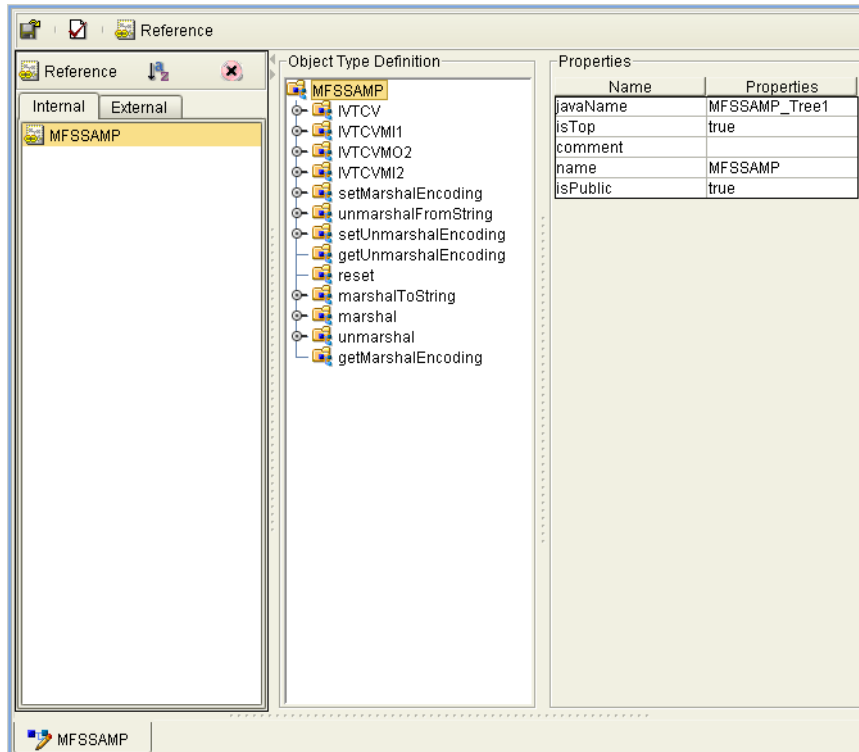 Reference
Reference
Internal External
MFSSAMP
Object Type Definition
MFSSAMP
IVTCV
IVTCVMI1
IVTCVMO2
IVTCVMI2
setMarshalEncoding
unmarshalFromString
setUnmarshalEncoding
getUnmarshalEncoding
reset
marshalToString
marshal
unmarshal
getMarshalEncoding
Properties
Name Properties
javaName MFSSAMP_Tree1
isTop true
comment
name MFSSAMP
isPublic true
MFSSAMP